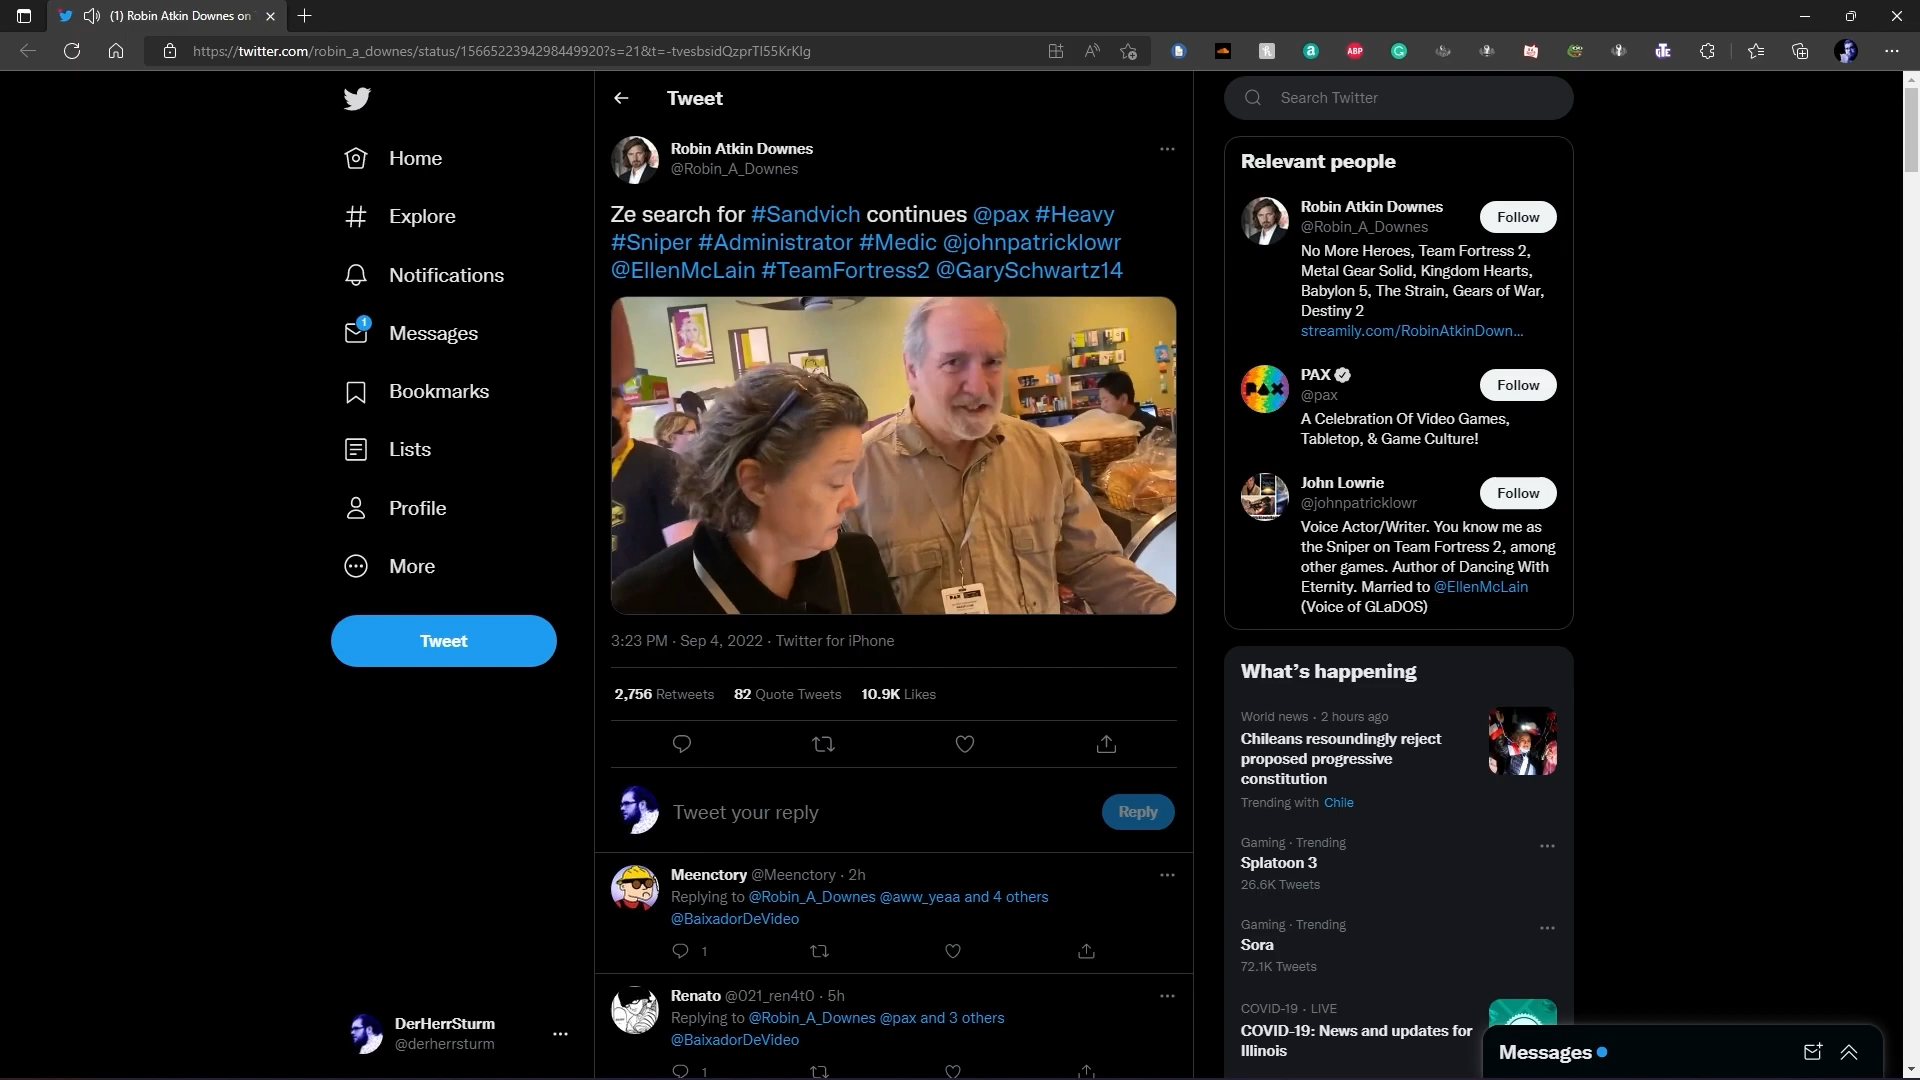 (1) Robin Atkin Downes on
https://twitter.com/robin_a_downes/status/1566522394298449920?s=21&t=-tvesbsidQzprTI55KrKIg
ABP
Home
Explore
Notifications
1
Messages
Bookmarks
Lists
Profile
More
Tweet
DerHerrSturm
@derherrsturm
Tweet
Robin Atkin Downes
@Robin_A_Downes
Ze search for #Sandvich continues @pax #Heavy
#Sniper #Administrator #Medic @johnpatricklowr
@EllenMcLain #TeamFortress2 @GarySchwartz14
PAX
3:23 PM · Sep 4, 2022 · Twitter for iPhone
2,756 Retweets 82 Quote Tweets 10.9K Likes
Tweet your reply
Reply
Meenctory @Meenctory · 2h
Replying to @Robin_A_Downes @aww_yeaa and 4 others
@BaixadorDeVideo
1
Renato @021_ren4t0 · 5h
Replying to @Robin_A_Downes @pax and 3 others
@BaixadorDeVideo
1
Search Twitter
Relevant people
Robin Atkin Downes
@Robin_A_Downes
Follow
No More Heroes, Team Fortress 2,
Metal Gear Solid, Kingdom Hearts,
Babylon 5, The Strain, Gears of War,
Destiny 2
streamily.com/RobinAtkinDown...
PAX
PAX
@pax
Follow
A Celebration Of Video Games,
Tabletop, & Game Culture!
John Lowrie
@johnpatricklowr
Follow
Voice Actor/Writer. You know me as
the Sniper on Team Fortress 2, among
other games. Author of Dancing With
Eternity. Married to @EllenMcLain
(Voice of GLaDOS)
What's happening
World news · 2 hours ago
Chileans resoundingly reject
proposed progressive
constitution
Trending with Chile
Gaming · Trending
Splatoon 3
26.6K Tweets
Gaming · Trending
Sora
72.1K Tweets
COVID-19 · LIVE
COVID-19: News and updates for
Illinois
Messages